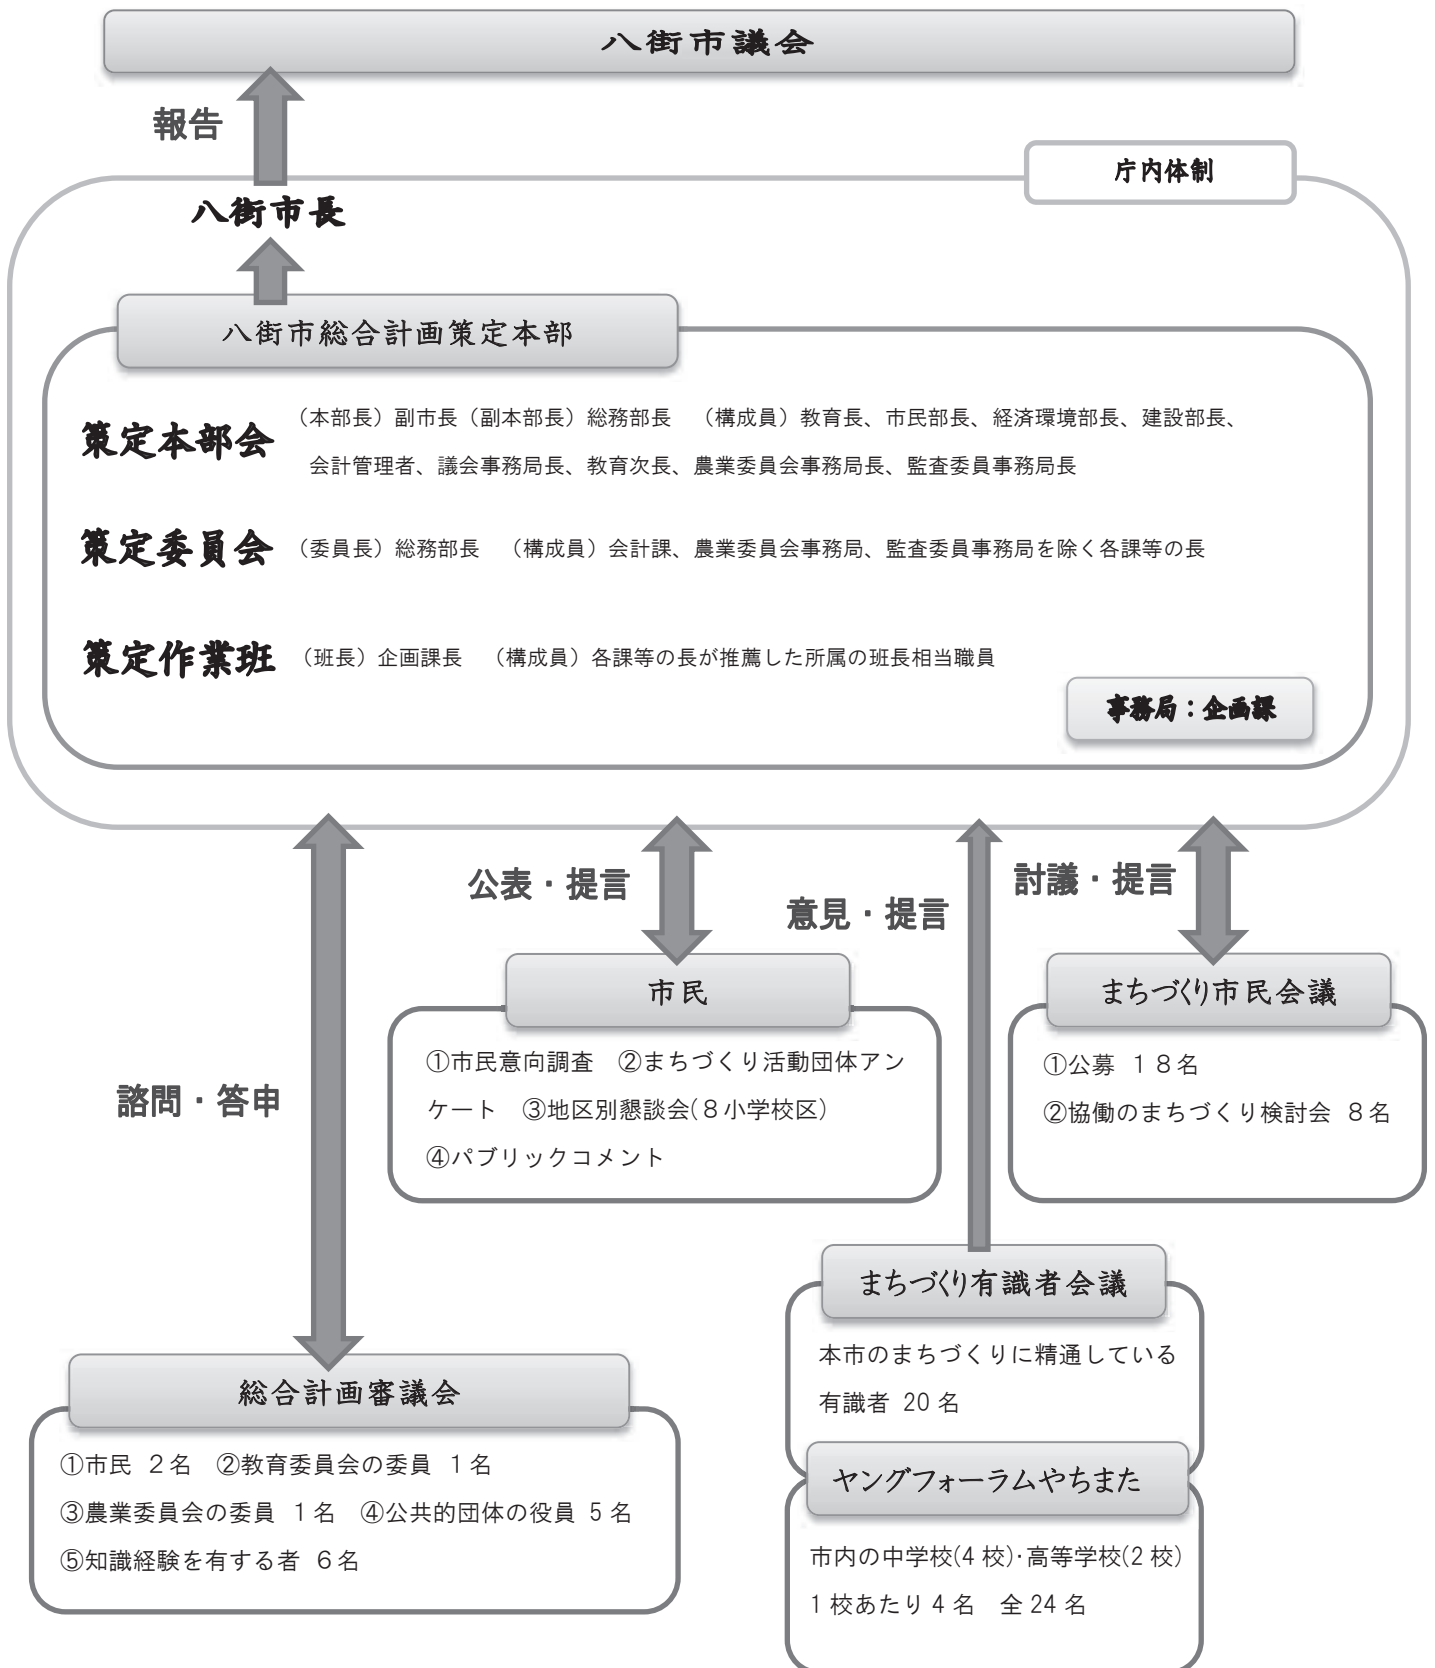 八街市議会
報告
庁内体制
八街市長
八街市総合計画策定本部
策定本部会
（本部長）副市長（副本部長）総務部長　（構成員）教育長、市民部長、経済環境部長、建設部長、
会計管理者、議会事務局長、教育次長、農業委員会事務局長、監査委員事務局長
策定委員会
（委員長）総務部長　（構成員）会計課、農業委員会事務局、監査委員事務局を除く各課等の長
策定作業班
（班長）企画課長　（構成員）各課等の長が推薦した所属の班長相当職員
事務局：企画課
公表・提言
意見・提言
討議・提言
諮問・答申
市民
①市民意向調査　②まちづくり活動団体アン
ケート　③地区別懇談会(８小学校区)
④パブリックコメント
まちづくり市民会議
①公募 １８名
②協働のまちづくり検討会 ８名
まちづくり有識者会議
本市のまちづくりに精通している
有識者 20 名
総合計画審議会
①市民 ２名　②教育委員会の委員 １名
③農業委員会の委員 １名　④公共的団体の役員 ５名
⑤知識経験を有する者 ６名
ヤングフォーラムやちまた
市内の中学校(4 校)・高等学校(2 校)
1 校あたり 4 名　全 24 名